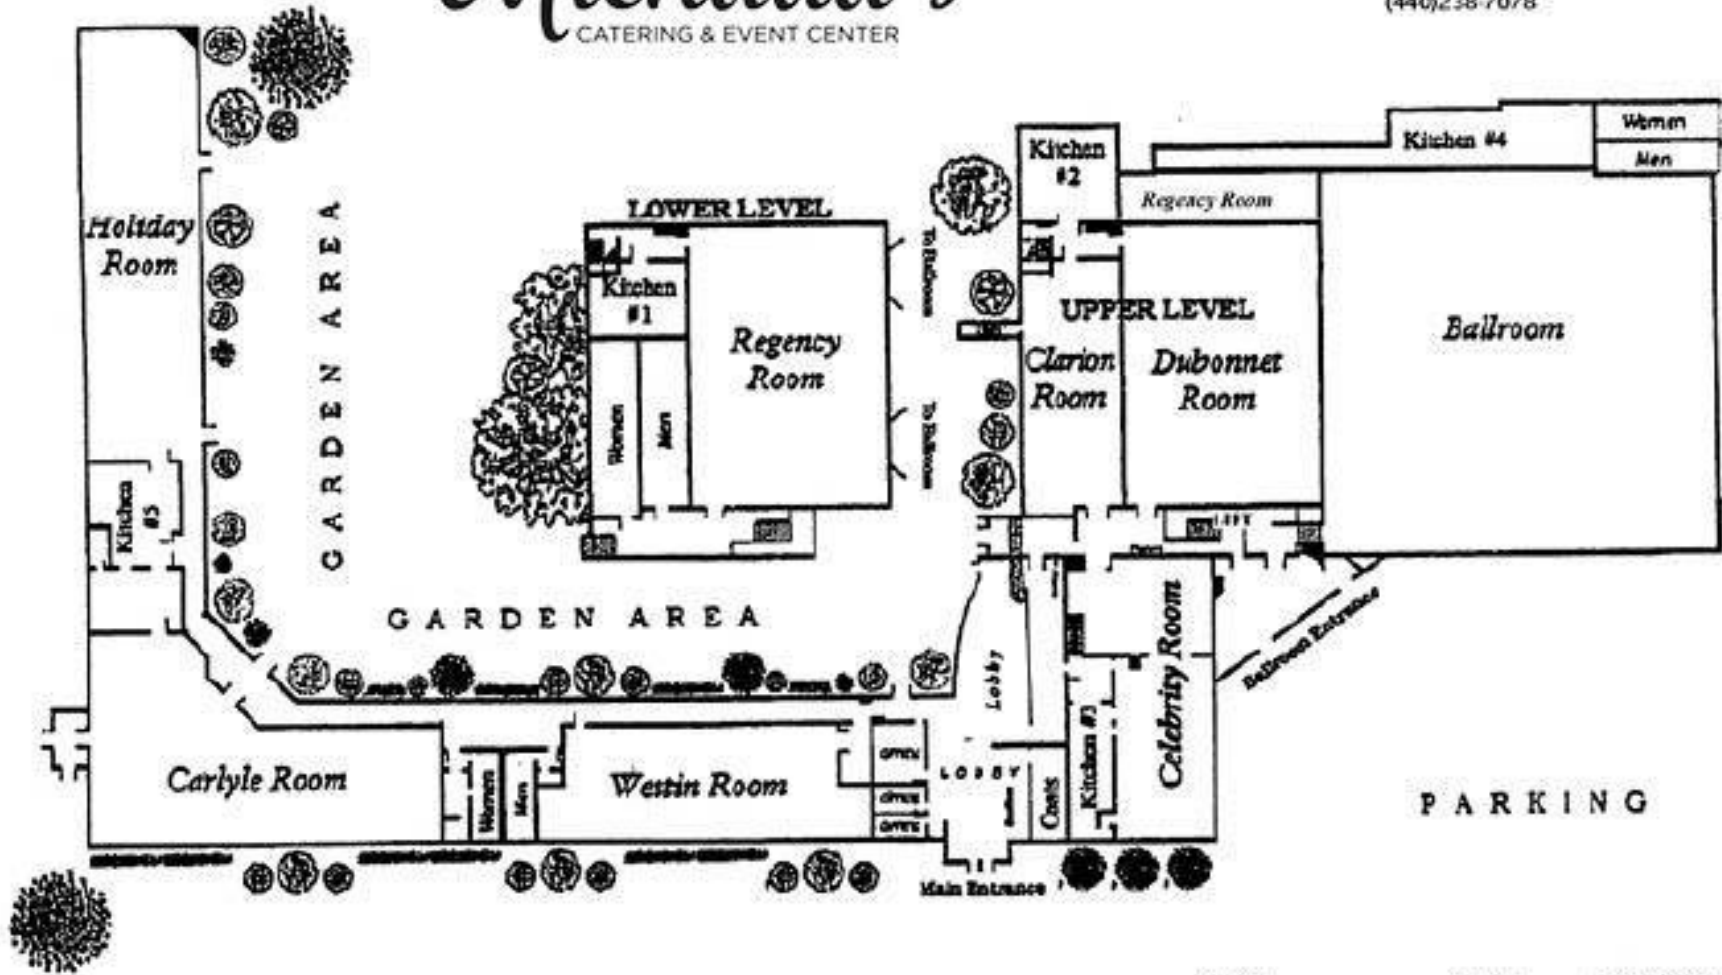 CATERING & EVENT CENTER
(440)238-7078
Women
Men
Kitchen #4
Kitchen
#2
Regency Room
LOWER LEVEL
Holiday
Room
GARDEN AREA
Kitchen
#1
Women
Men
Regency
Room
To Ballroom
To Ballroom
UPPER LEVEL
Clarion
Room
Dubonnet
Room
Ballroom
Kitchen
#5
GARDEN AREA
Lobby
Celebrity Room
Ballroom Entrance
Carlyle Room
Women
Men
Westin Room
OFFICE
OFFICE
OFFICE
LOBBY
Coats
Kitchen #3
PARKING
Main Entrance